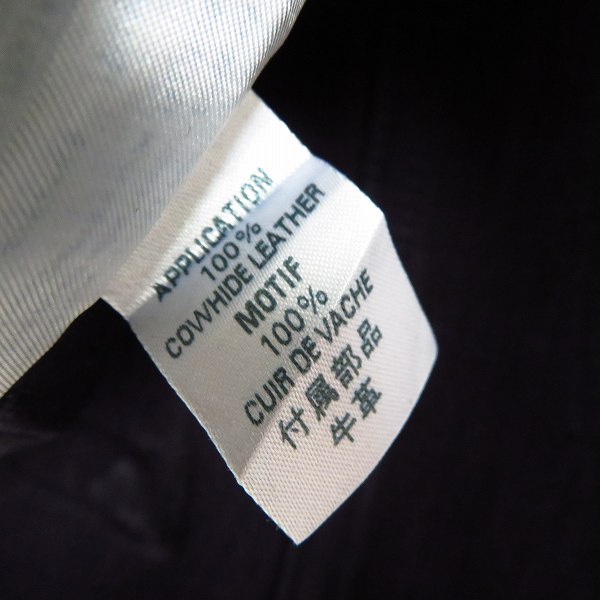 APPLICATION
100%
COWHIDE LEATHER
MOTIF
100%
CUIR DE VACHE
付属部品
牛革